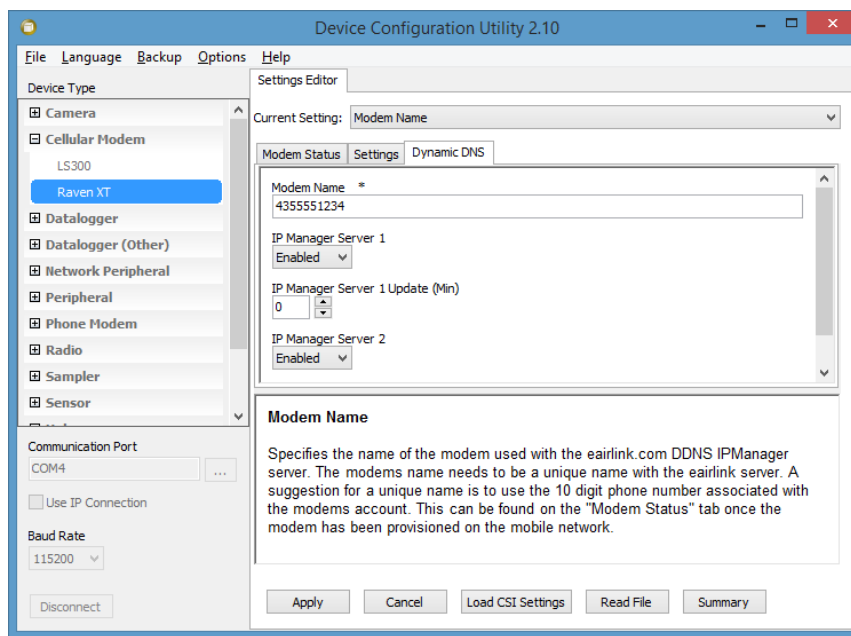 Device Configuration Utility 2.10
File Language Backup Options Help
Device Type
Camera
Cellular Modem
LS300
Raven XT
Datalogger
Datalogger (Other)
Network Peripheral
Peripheral
Phone Modem
Radio
Sampler
Sensor
Communication Port
COM4
...
Use IP Connection
Baud Rate
115200
Disconnect
Settings Editor
Current Setting: Modem Name
Modem Status Settings Dynamic DNS
Modem Name *
4355551234
IP Manager Server 1
Enabled
IP Manager Server 1 Update (Min)
0
IP Manager Server 2
Enabled
Modem Name
Specifies the name of the modem used with the eairlink.com DDNS IPManager
server. The modems name needs to be a unique name with the eairlink server. A
suggestion for a unique name is to use the 10 digit phone number associated with
the modems account. This can be found on the "Modem Status" tab once the
modem has been provisioned on the mobile network.
Apply Cancel Load CSI Settings Read File Summary